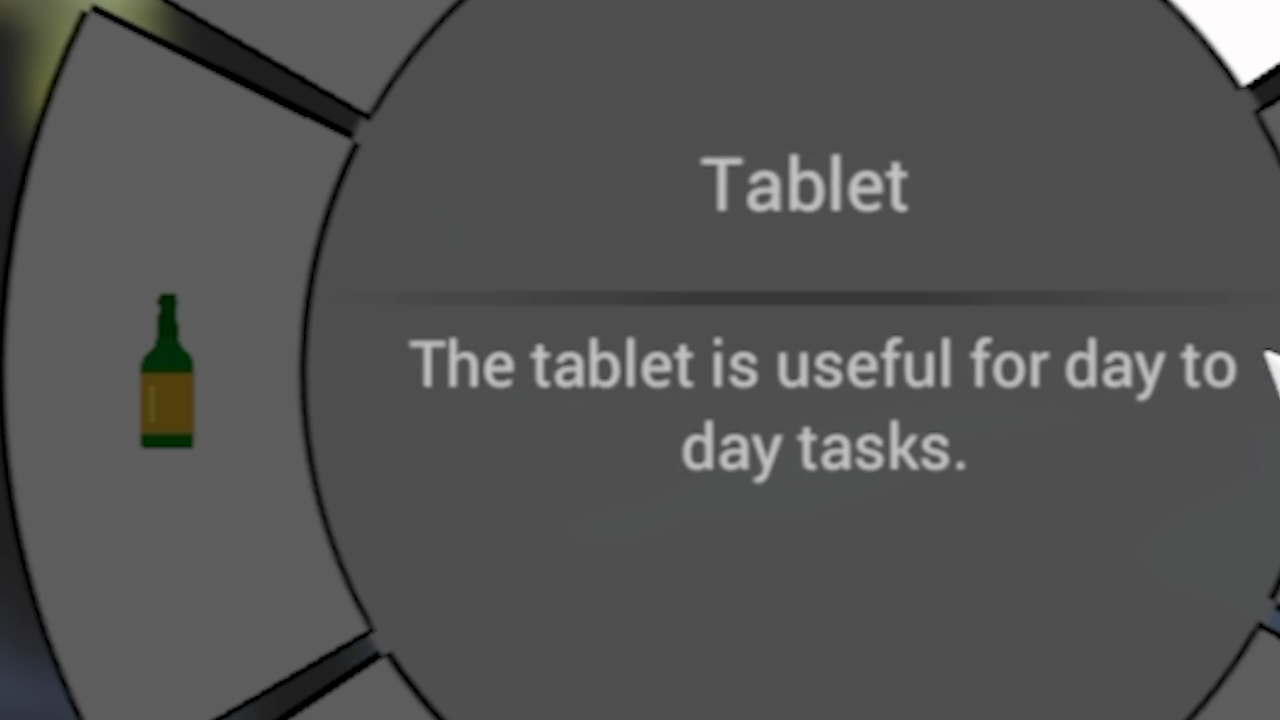 Tablet
The tablet is useful for day to
day tasks.